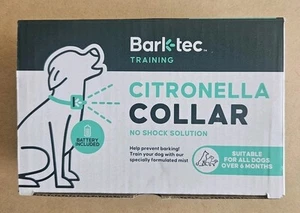 Bark-tec™
TRAINING
CITRONELLA
COLLAR
NO SHOCK SOLUTION
BATTERY
INCLUDED
Help prevent barking!
Train your dog with our
specially formulated mist
SUITABLE
FOR ALL DOGS
OVER 6 MONTHS